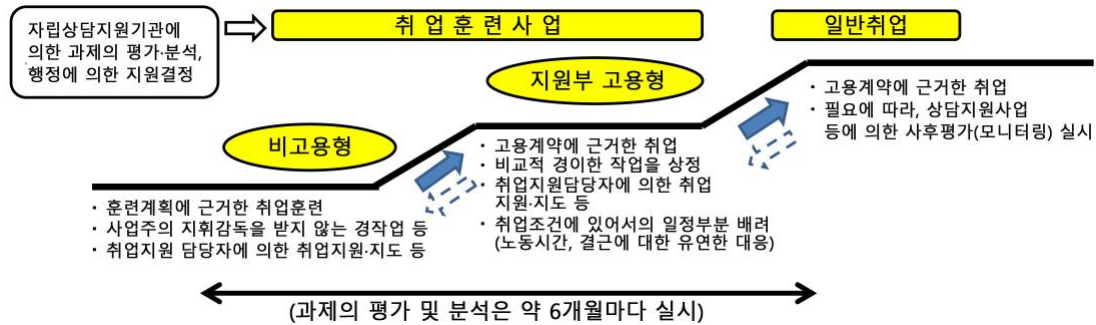 자립상담지원기관에
의한 과제의 평가·분석,
행정에 의한 지원결정
취 업 훈 련 사 업
일반취업
지원부 고용형
비고용형
· 훈련계획에 근거한 취업훈련
· 사업주의 지휘감독을 받지 않는 경작업 등
· 취업지원 담당자에 의한 취업지원·지도 등
· 고용계약에 근거한 취업
· 비교적 경이한 작업을 상정
· 취업지원담당자에 의한 취업
지원·지도 등
· 취업조건에 있어서의 일정부분 배려
(노동시간, 결근에 대한 유연한 대응)
· 고용계약에 근거한 취업
· 필요에 따라, 상담지원사업
등에 의한 사후평가(모니터링) 실시
(과제의 평가 및 분석은 약 6개월마다 실시)